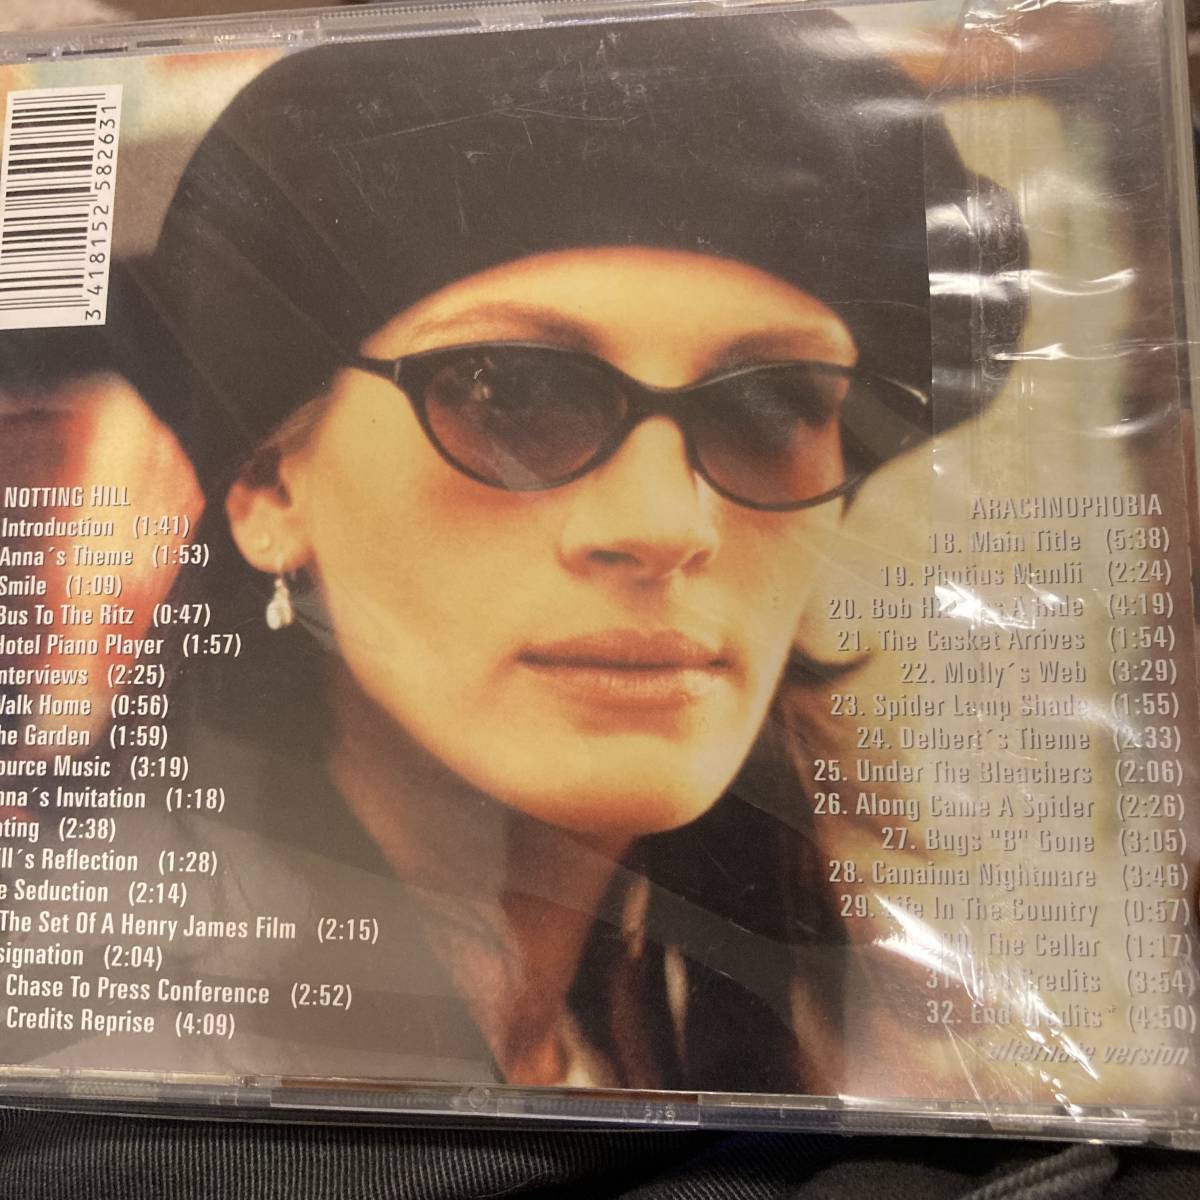 3 418152 582631
NOTTING HILL
Introduction (1:41)
Anna´s Theme (1:53)
Smile (1:09)
Bus To The Ritz (0:47)
Hotel Piano Player (1:57)
nterviews (2:25)
Walk Home (0:56)
he Garden (1:59)
ource Music (3:19)
nna´s Invitation (1:18)
ting (2:38)
ll´s Reflection (1:28)
e Seduction (2:14)
The Set Of A Henry James Film (2:15)
signation (2:04)
Chase To Press Conference (2:52)
Credits Reprise (4:09)
ARACHNOPHOBIA
18. Main Title (5:38)
19. Photius Manlii (2:24)
20. Bob A Ride (4:19)
21. The Casket Arrives (1:54)
22. Molly´s Web (3:29)
23. Spider Lamp Shade (1:55)
24. Delbert´s Theme (2:33)
25. Under The Bleachers (2:06)
26. Along Came A Spider (2:26)
27. Bugs "B" Gone (3:05)
28. Canaima Nightmare (3:46)
29. Life In The Country (0:57)
30. The Cellar (1:17)
31. End Credits (3:54)
32. End Credits* (4:50)
* alternate version